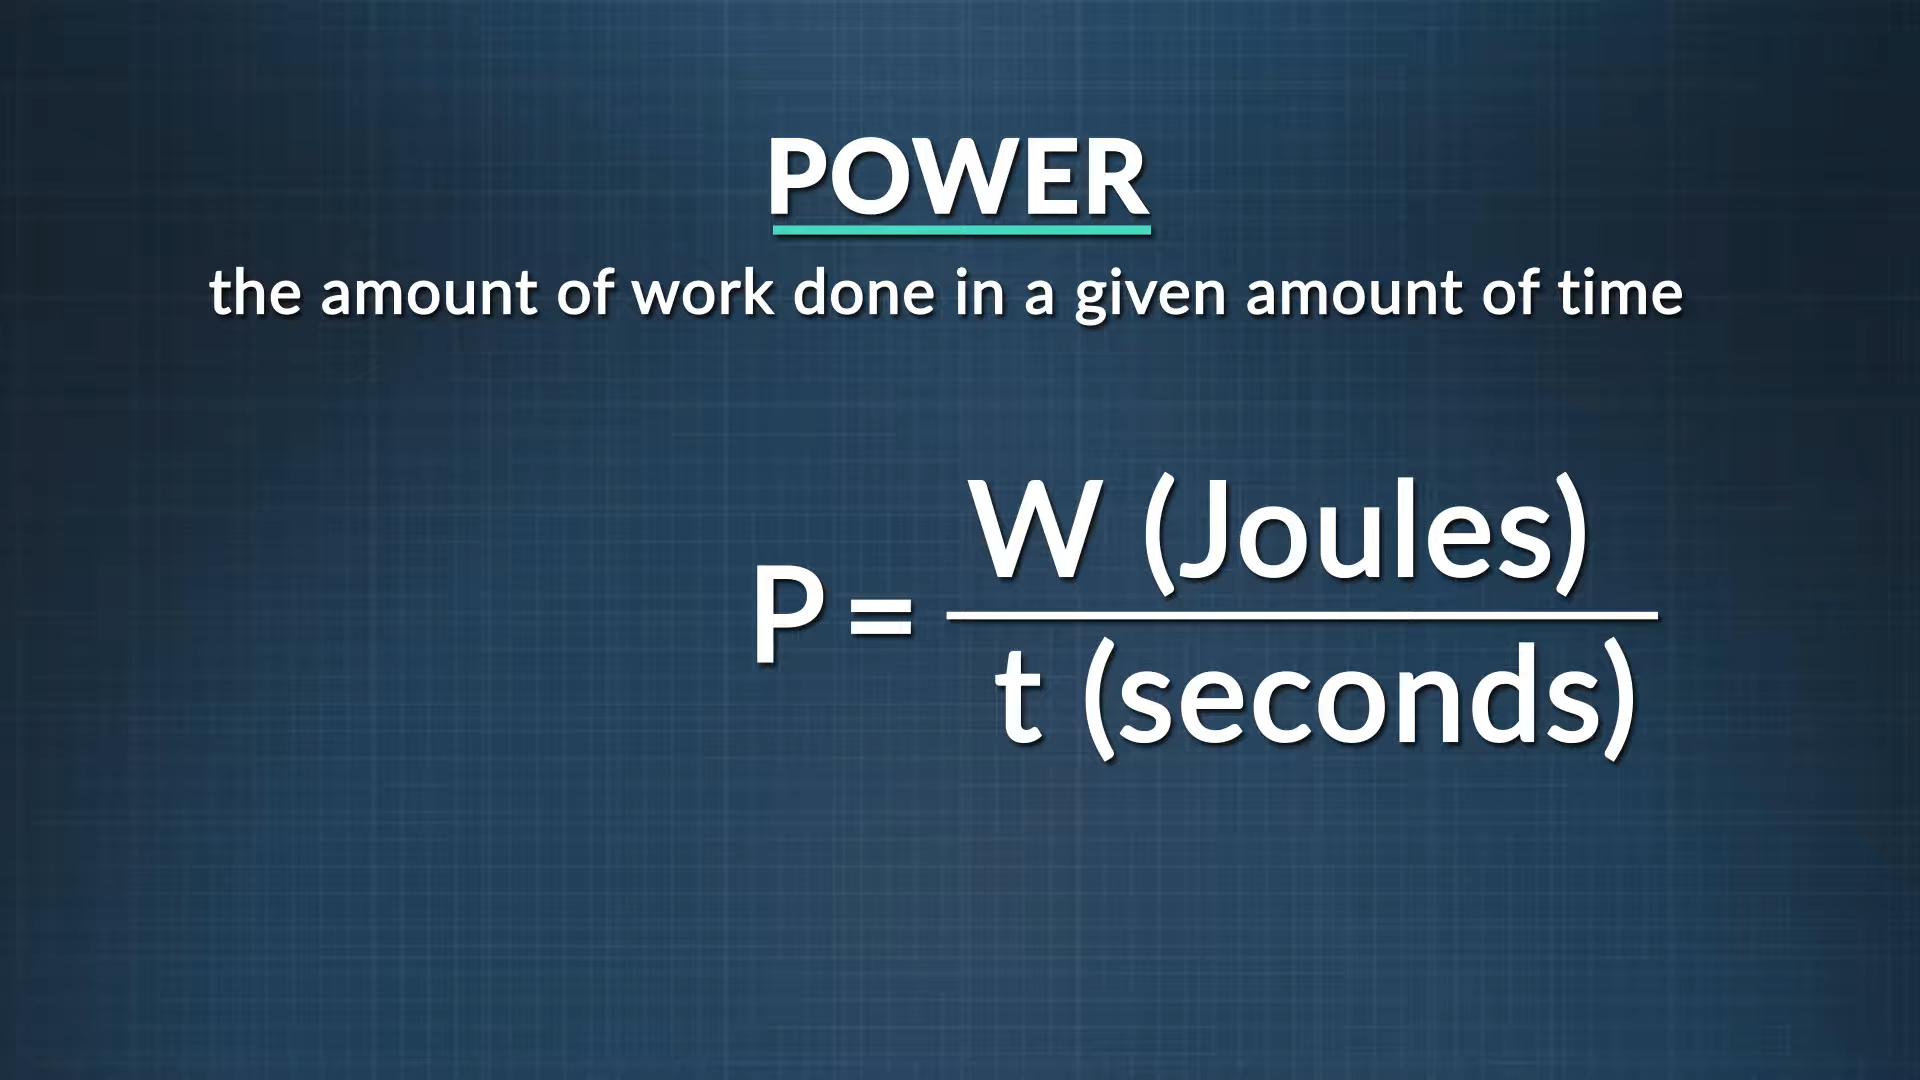 POWER
the amount of work done in a given amount of time
W (Joules)
P =
t (seconds)